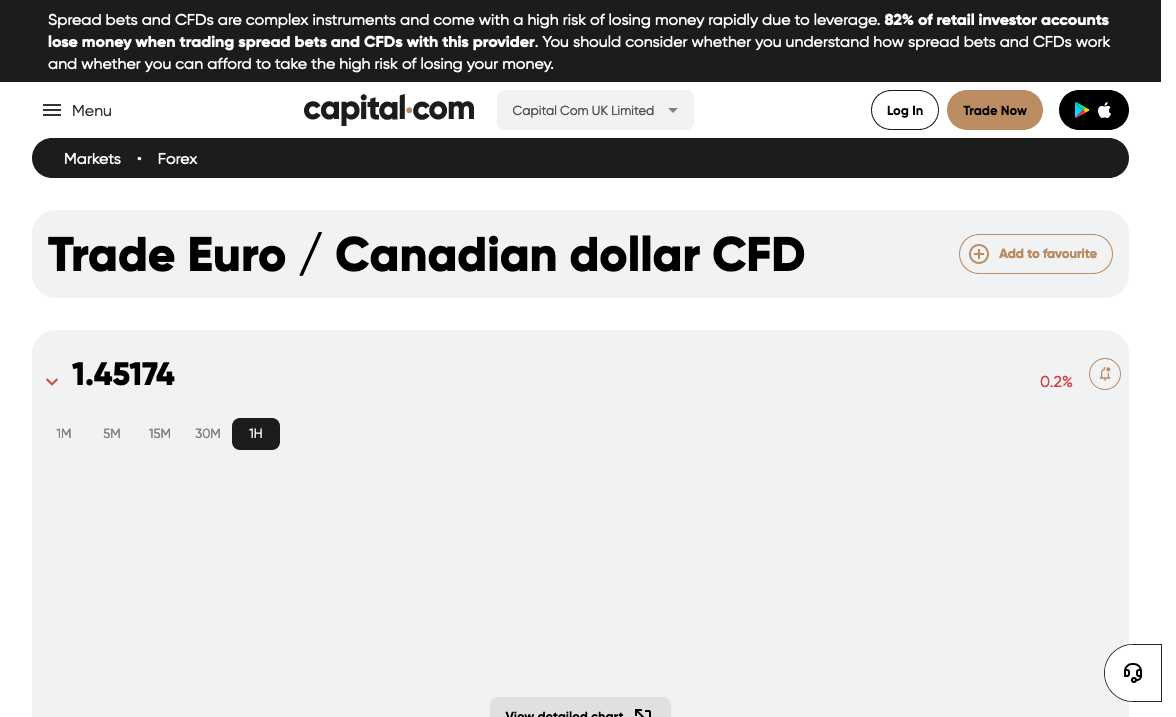 Spread bets and CFDs are complex instruments and come with a high risk of losing money rapidly due to leverage. 82% of retail investor accounts
lose money when trading spread bets and CFDs with this provider. You should consider whether you understand how spread bets and CFDs work
and whether you can afford to take the high risk of losing your money.
Menu
capital.com
Capital Com UK Limited
Log In
Trade Now
Markets • Forex
Trade Euro / Canadian dollar CFD
Add to favourite
1.45174
0.2%
1M 5M 15M 30M 1H
View detailed chart